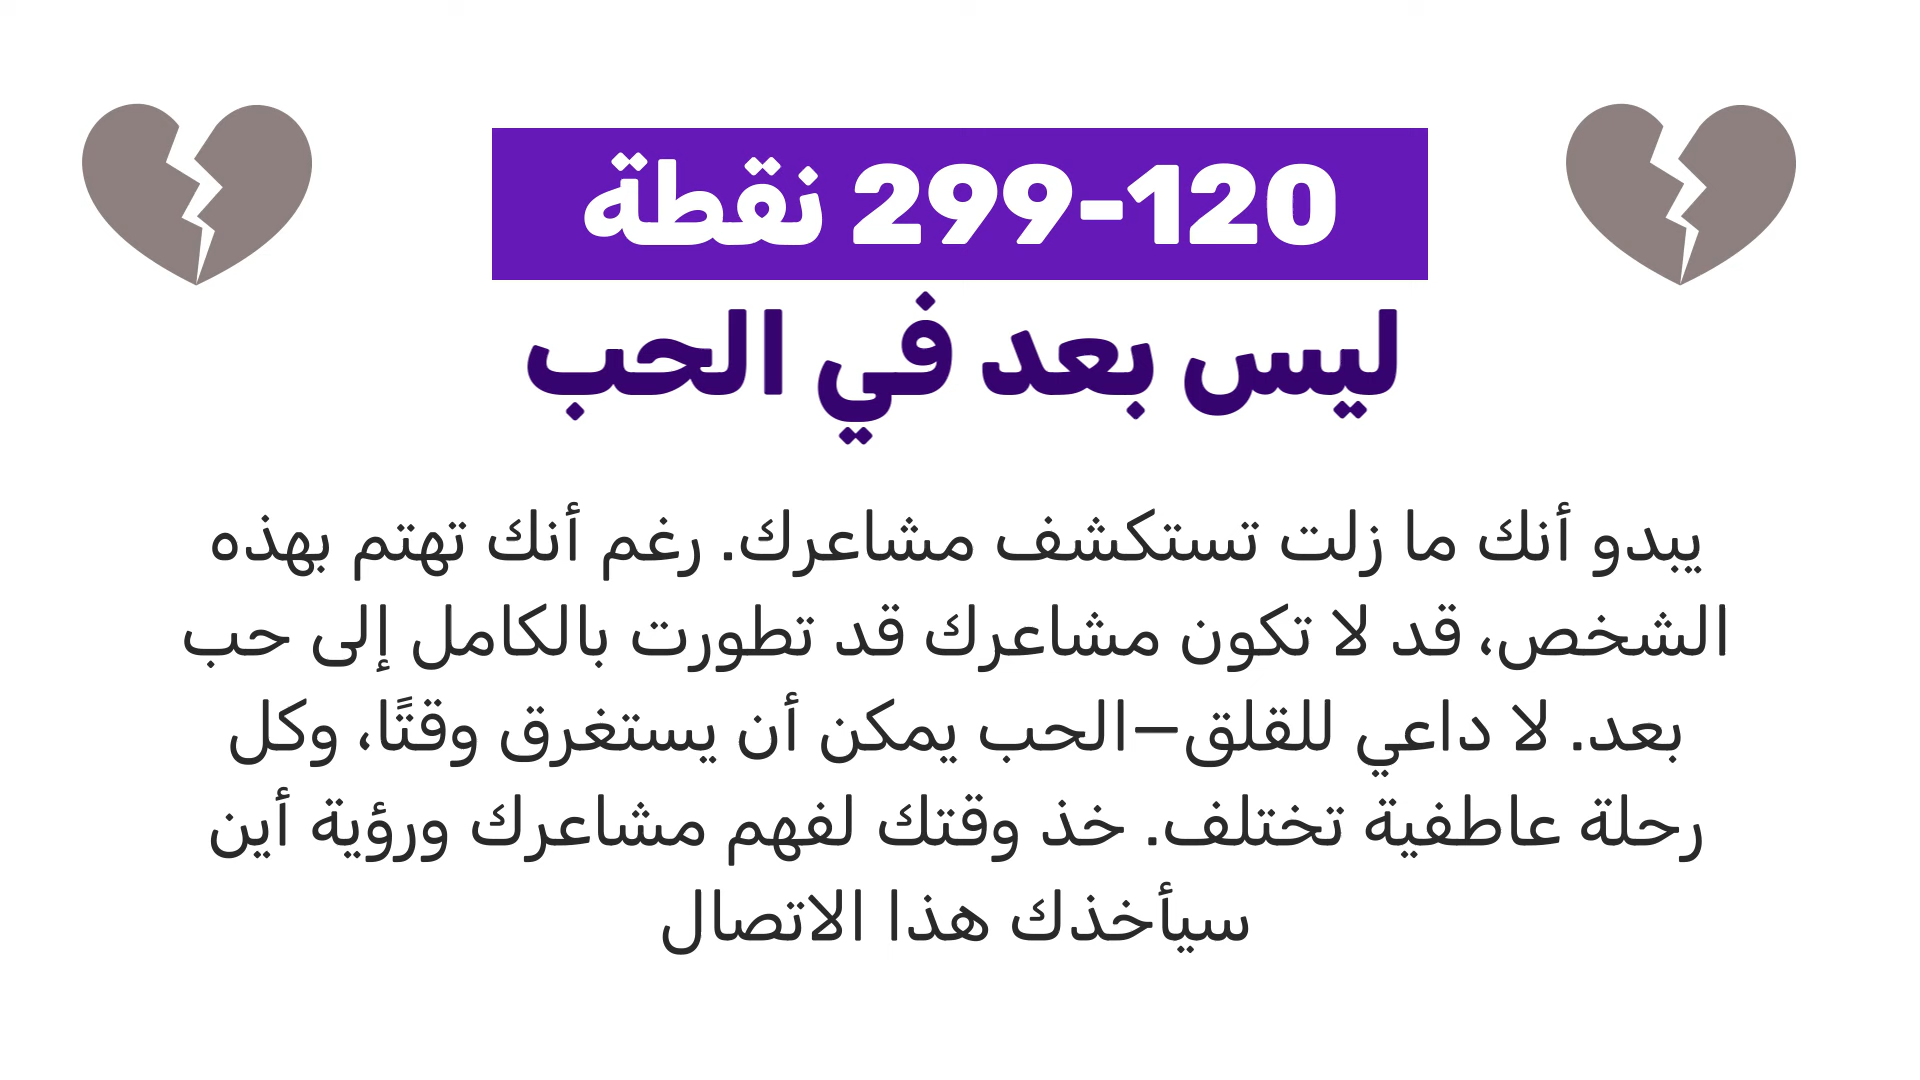 120-299 نقطة
ليس بعد في الحب
يبدو أنك ما زلت تستكشف مشاعرك. رغم أنك تهتم بهذه
الشخص، قد لا تكون مشاعرك قد تطورت بالكامل إلى حب
بعد. لا داعي للقلق—الحب يمكن أن يستغرق وقتًا، وكل
رحلة عاطفية تختلف. خذ وقتك لفهم مشاعرك ورؤية أين
سيأخذك هذا الاتصال